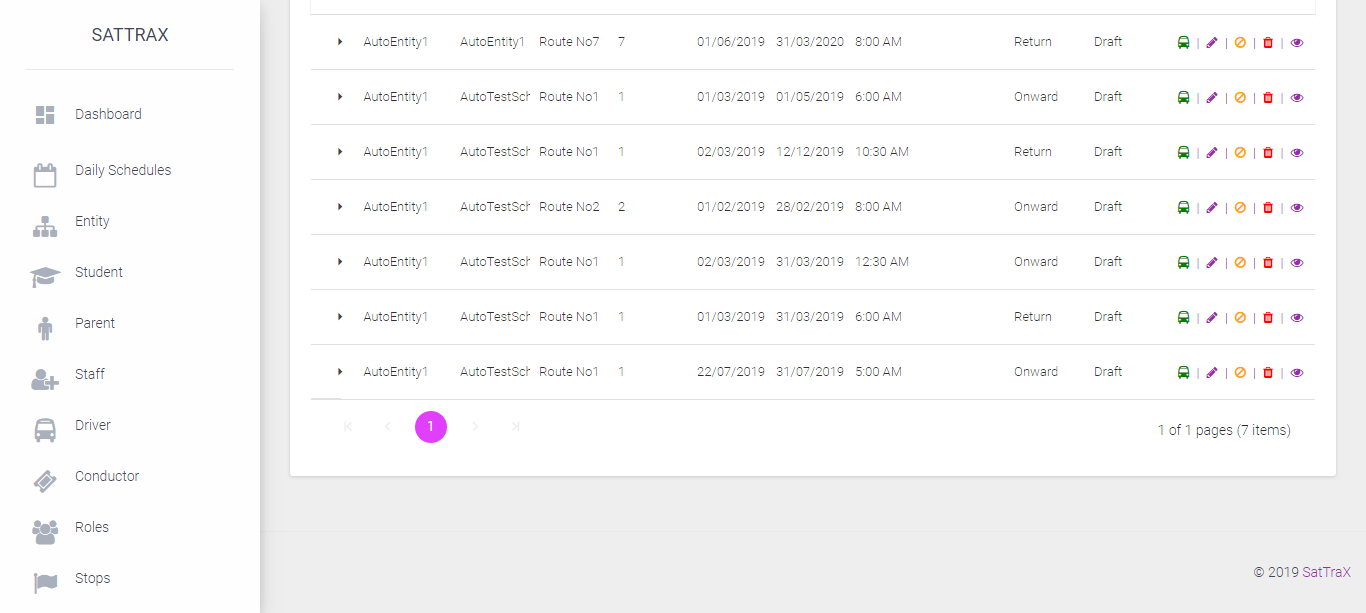 SATTRAX
Dashboard
Daily Schedules
Entity
Student
Parent
Staff
Driver
Conductor
Roles
Stops
AutoEntity1 AutoEntity1 Route No7 7 01/06/2019 31/03/2020 8:00 AM Return Draft | | | |
AutoEntity1 AutoTestSch Route No1 1 01/03/2019 01/05/2019 6:00 AM Onward Draft | | | |
AutoEntity1 AutoTestSch Route No1 1 02/03/2019 12/12/2019 10:30 AM Return Draft | | | |
AutoEntity1 AutoTestSch Route No2 2 01/02/2019 28/02/2019 8:00 AM Onward Draft | | | |
AutoEntity1 AutoTestSch Route No1 1 02/03/2019 31/03/2019 12:30 AM Onward Draft | | | |
AutoEntity1 AutoTestSch Route No1 1 01/03/2019 31/03/2019 6:00 AM Return Draft | | | |
AutoEntity1 AutoTestSch Route No1 1 22/07/2019 31/07/2019 5:00 AM Onward Draft | | | |
1
1 of 1 pages (7 items)
© 2019 SatTraX